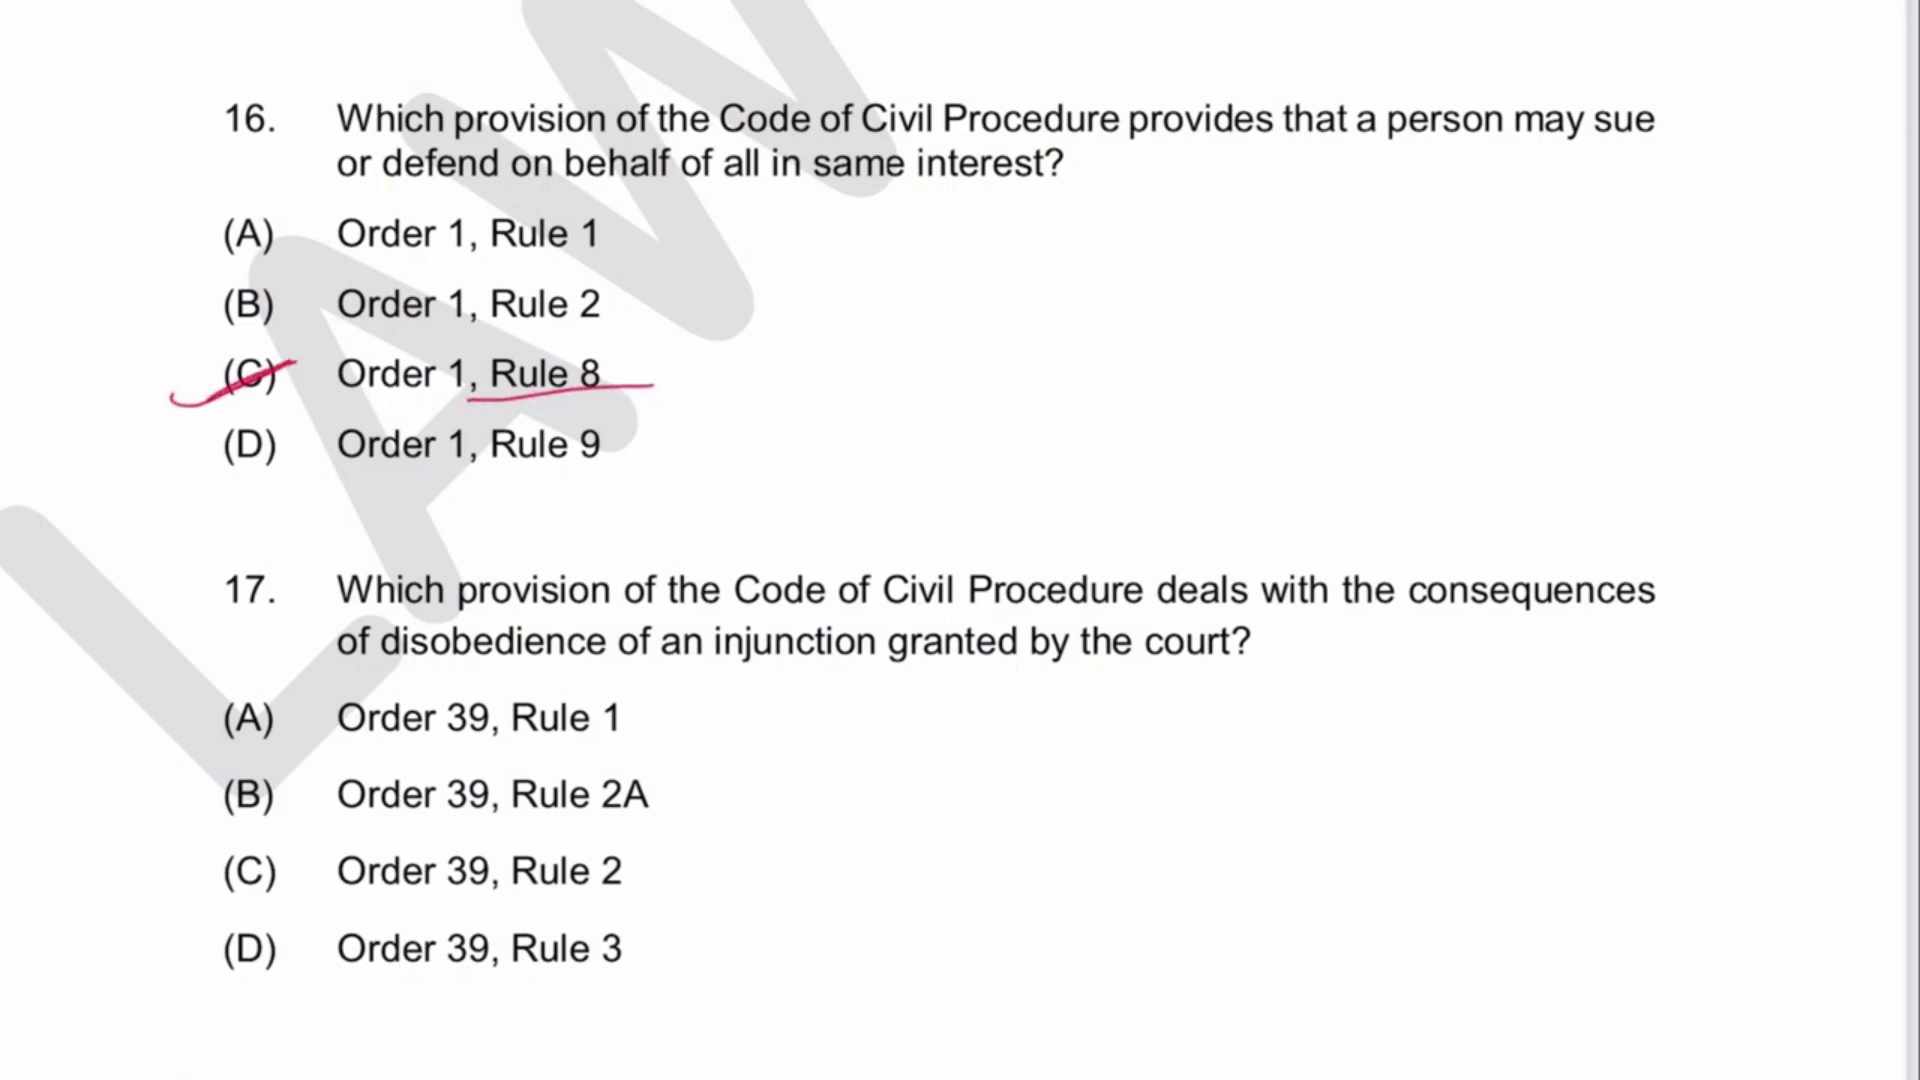 16. Which provision of the Code of Civil Procedure provides that a person may sue
or defend on behalf of all in same interest?
(A) Order 1, Rule 1
(B) Order 1, Rule 2
(C) Order 1, Rule 8
(D) Order 1, Rule 9
17. Which provision of the Code of Civil Procedure deals with the consequences
of disobedience of an injunction granted by the court?
(A) Order 39, Rule 1
(B) Order 39, Rule 2A
(C) Order 39, Rule 2
(D) Order 39, Rule 3
LAW